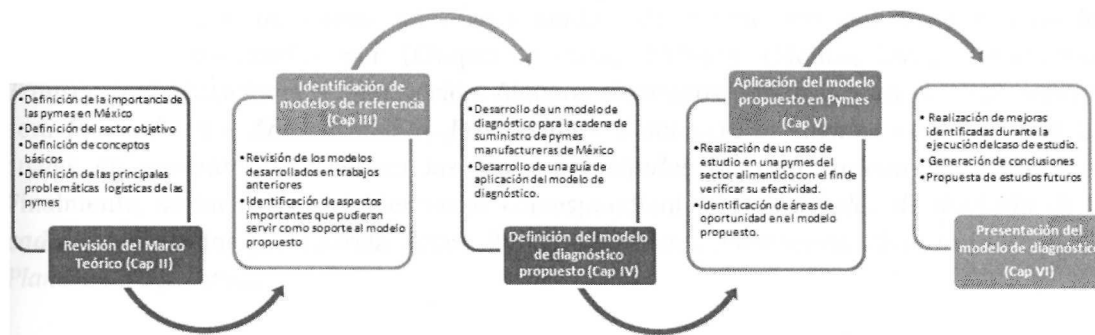 • Definición de la importancia de
las pymes en México
• Definición del sector objetivo
• Definición de conceptos
básicos
• Definición de las principales
problemáticas logísticas de las
pymes
Revisión del Marco
Teórico (Cap II)
Identificación de
modelos de referencia
(Cap III)
• Revisión de los modelos
desarrollados en trabajos
anteriores
• Identificación de aspectos
importantes que pudieran
servir como soporte al modelo
propuesto
• Desarrollo de un modelo de
diagnóstico para la cadena de
suministro de pymes
manufactureras de México
• Desarrollo de una guía de
aplicación del modelo de
diagnóstico.
Definición del modelo
de diagnóstico
propuesto (Cap IV)
Aplicación del modelo
propuesto en Pymes
(Cap V)
• Realización de un caso de
estudio en una pymes del
sector alimenticio con el fin de
verificar su efectividad.
• Identificación de áreas de
oportunidad en el modelo
propuesto.
• Realización de mejoras
identificadas durante la
ejecución del caso de estudio.
• Generación de conclusiones
• Propuesta de estudios futuros
Presentación del
modelo de diagnóstico
(Cap VI)